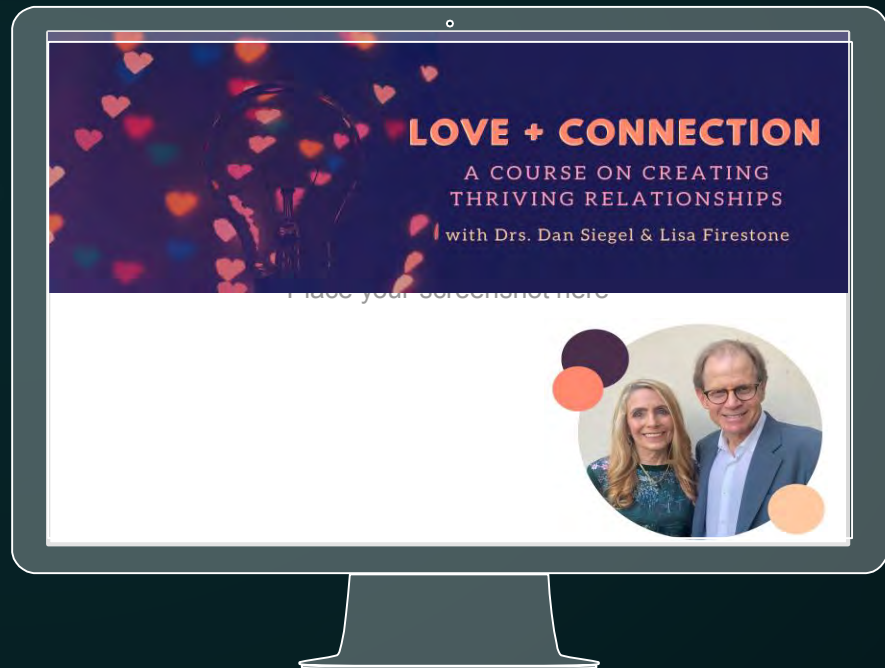 LOVE + CONNECTION
A COURSE ON CREATING
THRIVING RELATIONSHIPS
with Drs. Dan Siegel & Lisa Firestone
Place your screenshot here